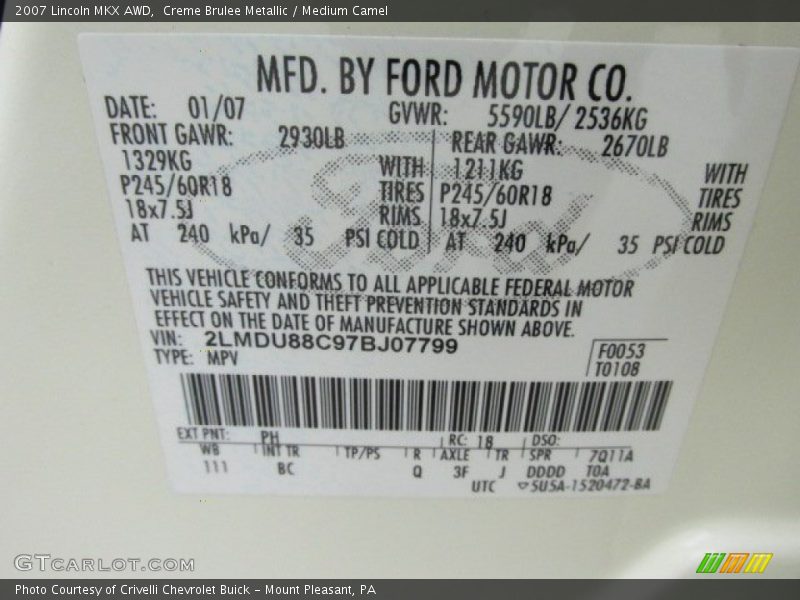 2007 Lincoln MKX AWD,  Creme Brulee Metallic / Medium Camel
MFD. BY FORD MOTOR CO.
DATE: 01/07 GVWR: 5590LB/ 2536KG
FRONT GAWR: 2930LB REAR GAWR: 2670LB
1329KG WITH 1211KG WITH
P245/60R18 TIRES P245/60R18 TIRES
18x7.5J RIMS 18x7.5J RIMS
AT 240 kPa/ 35 PSI COLD AT 240 kPa/ 35 PSI COLD
Ford
THIS VEHICLE CONFORMS TO ALL APPLICABLE FEDERAL MOTOR
VEHICLE SAFETY AND THEFT PREVENTION STANDARDS IN
EFFECT ON THE DATE OF MANUFACTURE SHOWN ABOVE.
VIN: 2LMDU88C97BJ07799
TYPE: MPV
F0053
T0108
EXT PNT: PH RC: 18 DSO:
WB INT TR TP/PS R AXLE TR SPR 7Q11A
111 BC Q 3F J DDDD TOA
UTC 5U5A-1520472-BA
GTCARLOT.COM
Photo Courtesy of Crivelli Chevrolet Buick – Mount Pleasant, PA